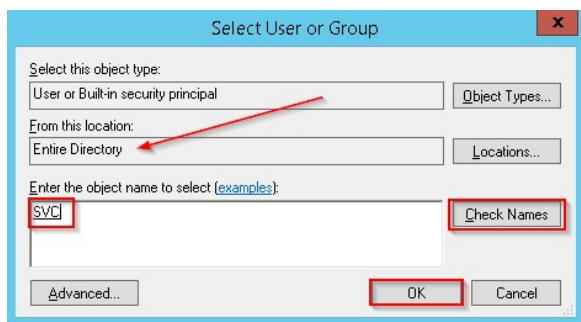 Select User or Group
x
Select this object type:
User or Built-in security principal
Object Types...
From this location:
Entire Directory
Locations...
Enter the object name to select (examples):
SVC
Check Names
Advanced...
OK
Cancel